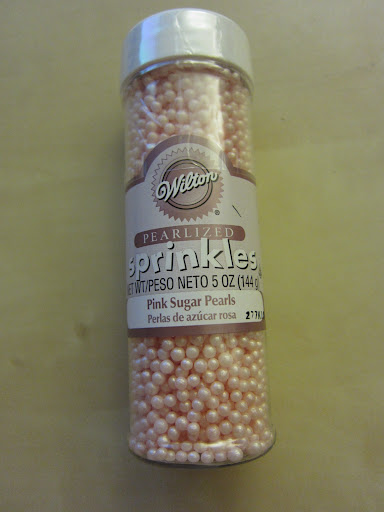 Wilton
®
PEARLIZED
sprinkles
NET WT/PESO NETO 5 OZ (144 g)
Pink Sugar Pearls
Perlas de azúcar rosa